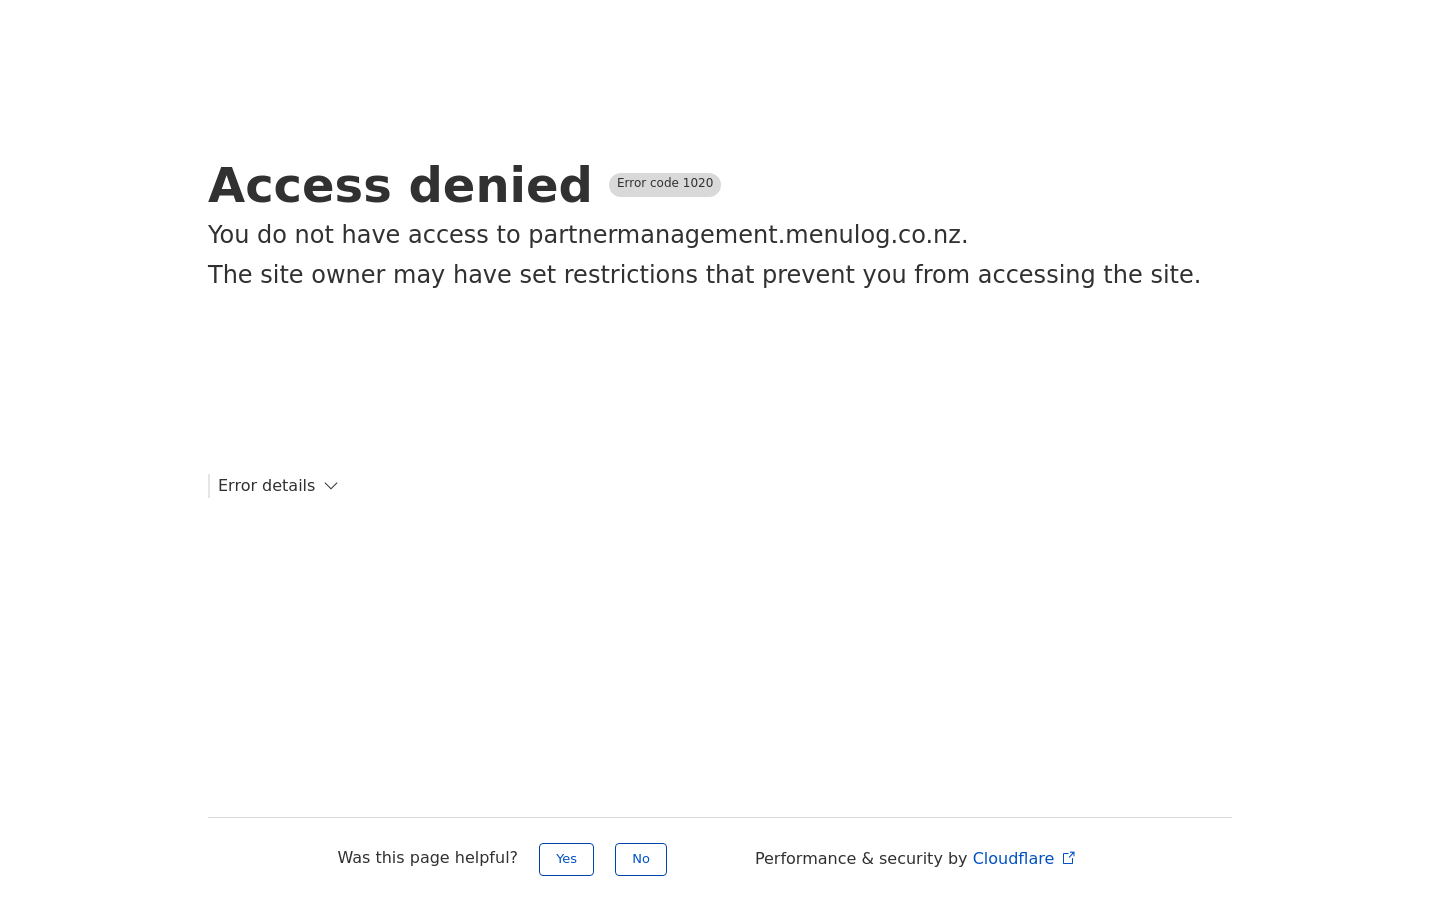 Access denied Error code 1020
You do not have access to partnermanagement.menulog.co.nz.
The site owner may have set restrictions that prevent you from accessing the site.
Error details
Was this page helpful? Yes No Performance & security by Cloudflare